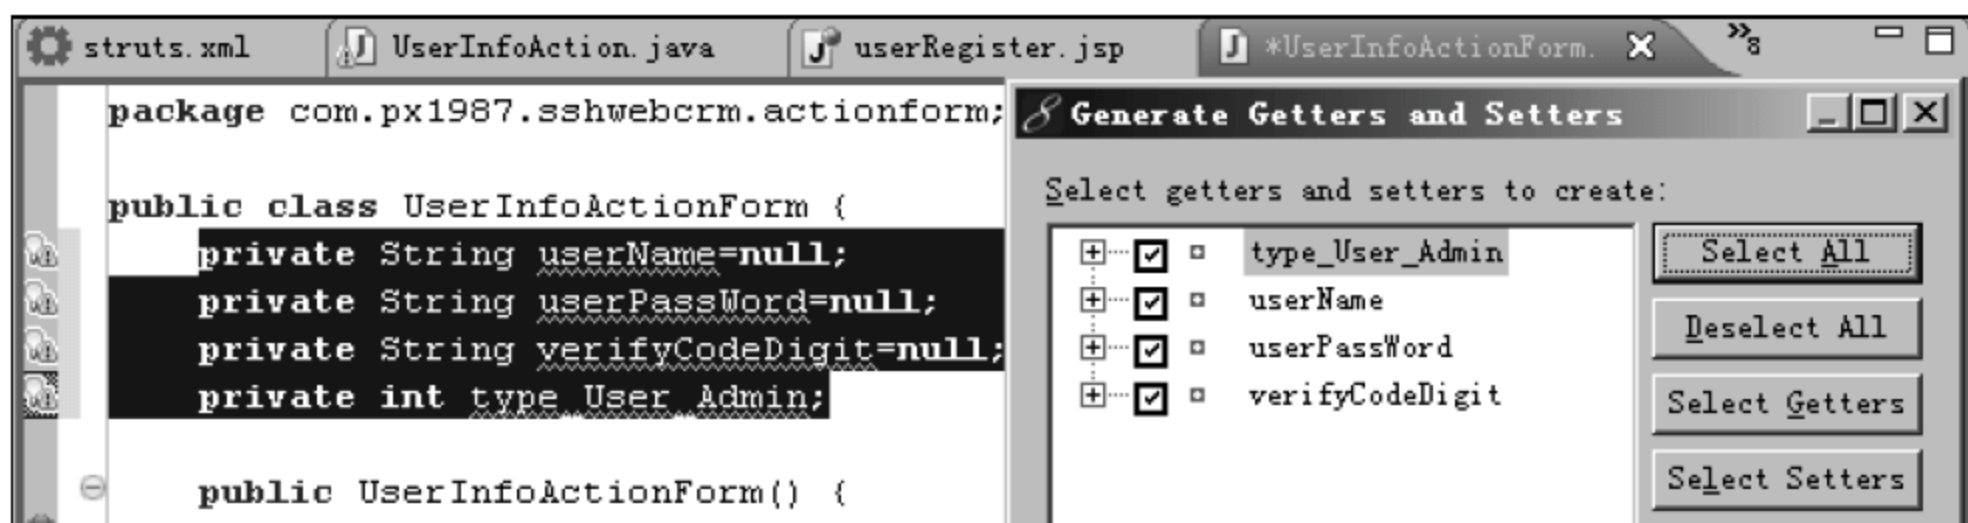 struts.xml UserInfoAction.java userRegister.jsp *UserInfoActionForm. »8
package com.px1987.sshwebcrm.actionform;
public class UserInfoActionForm {
private String userName=null;
private String userPassWord=null;
private String verifyCodeDigit=null;
private int type_User_Admin;
public UserInfoActionForm() {
Generate Getters and Setters
Select getters and setters to create:
type_User_Admin
userName
userPassWord
verifyCodeDigit
Select All
Deselect All
Select Getters
Select Setters